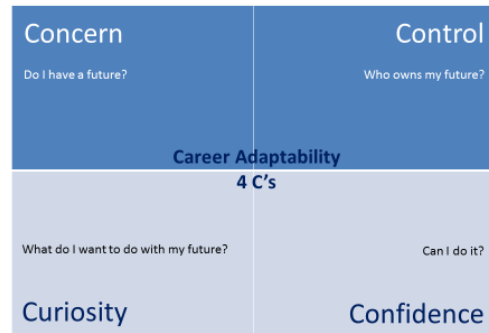 Concern
Control
Do I have a future?
Who owns my future?
Career Adaptability
4 C's
What do I want to do with my future?
Can I do it?
Curiosity
Confidence